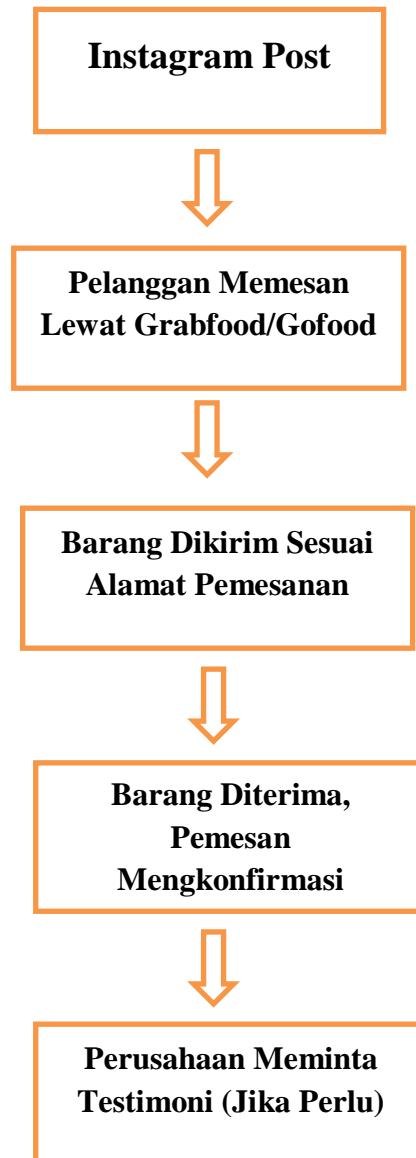 Instagram Post
Pelanggan Memesan
Lewat Grabfood/Gofood
Barang Dikirim Sesuai
Alamat Pemesanan
Barang Diterima,
Pemesan
Mengkonfirmasi
Perusahaan Meminta
Testimoni (Jika Perlu)